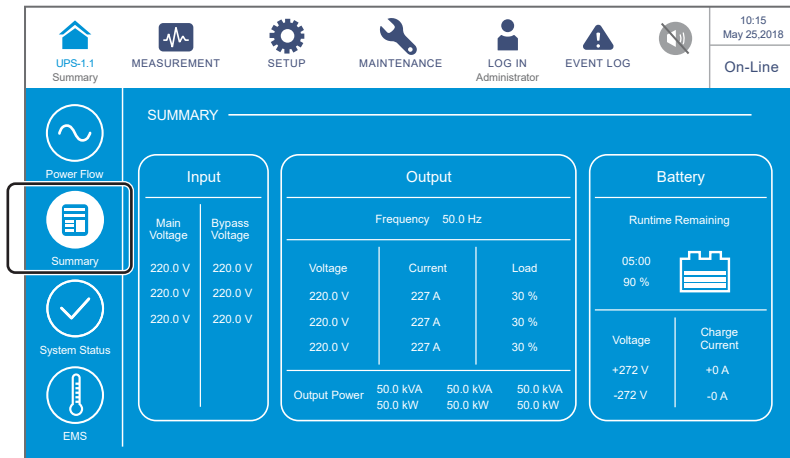 UPS-1.1
Summary
MEASUREMENT
SETUP
MAINTENANCE
LOG IN
Administrator
EVENT LOG
10:15
May 25,2018
On-Line
Power Flow
Summary
System Status
EMS
SUMMARY
Input
Main Voltage
Bypass Voltage
220.0 V 220.0 V
220.0 V 220.0 V
220.0 V 220.0 V
Output
Frequency 50.0 Hz
Voltage Current Load
220.0 V 227 A 30 %
220.0 V 227 A 30 %
220.0 V 227 A 30 %
Output Power 50.0 kVA 50.0 kVA 50.0 kVA
50.0 kW 50.0 kW 50.0 kW
Battery
Runtime Remaining
05:00
90 %
Voltage
Charge Current
+272 V +0 A
-272 V -0 A